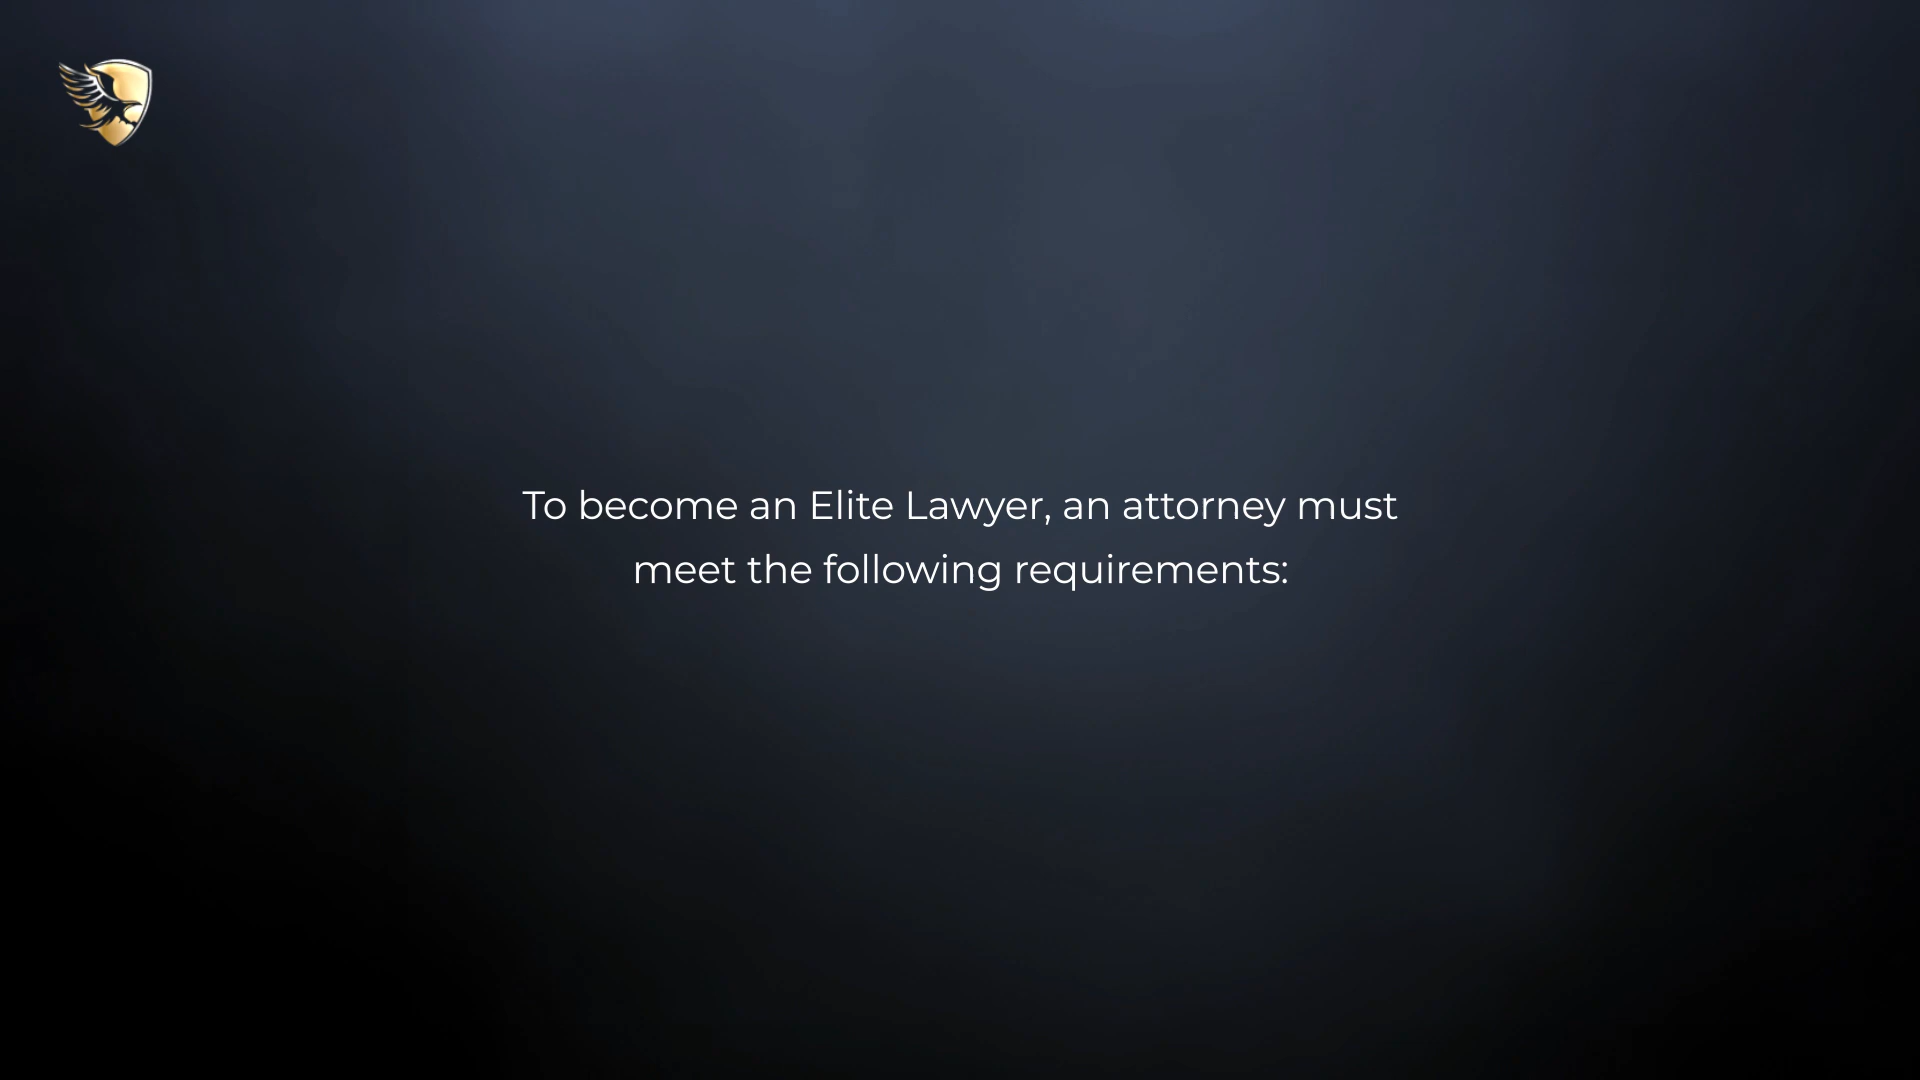 To become an Elite Lawyer, an attorney must
meet the following requirements: